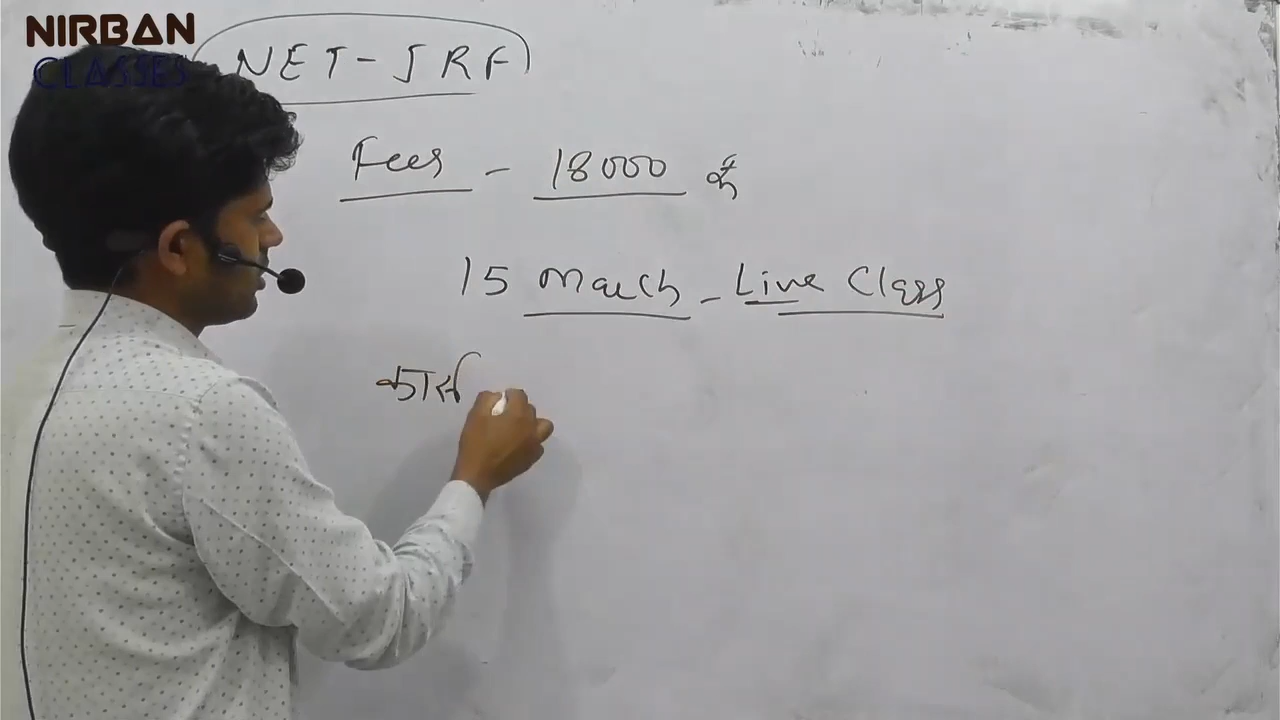 NIRBAN
CLASSES
NET-JRF
Fees - 18000 रु
15 March - Live Class